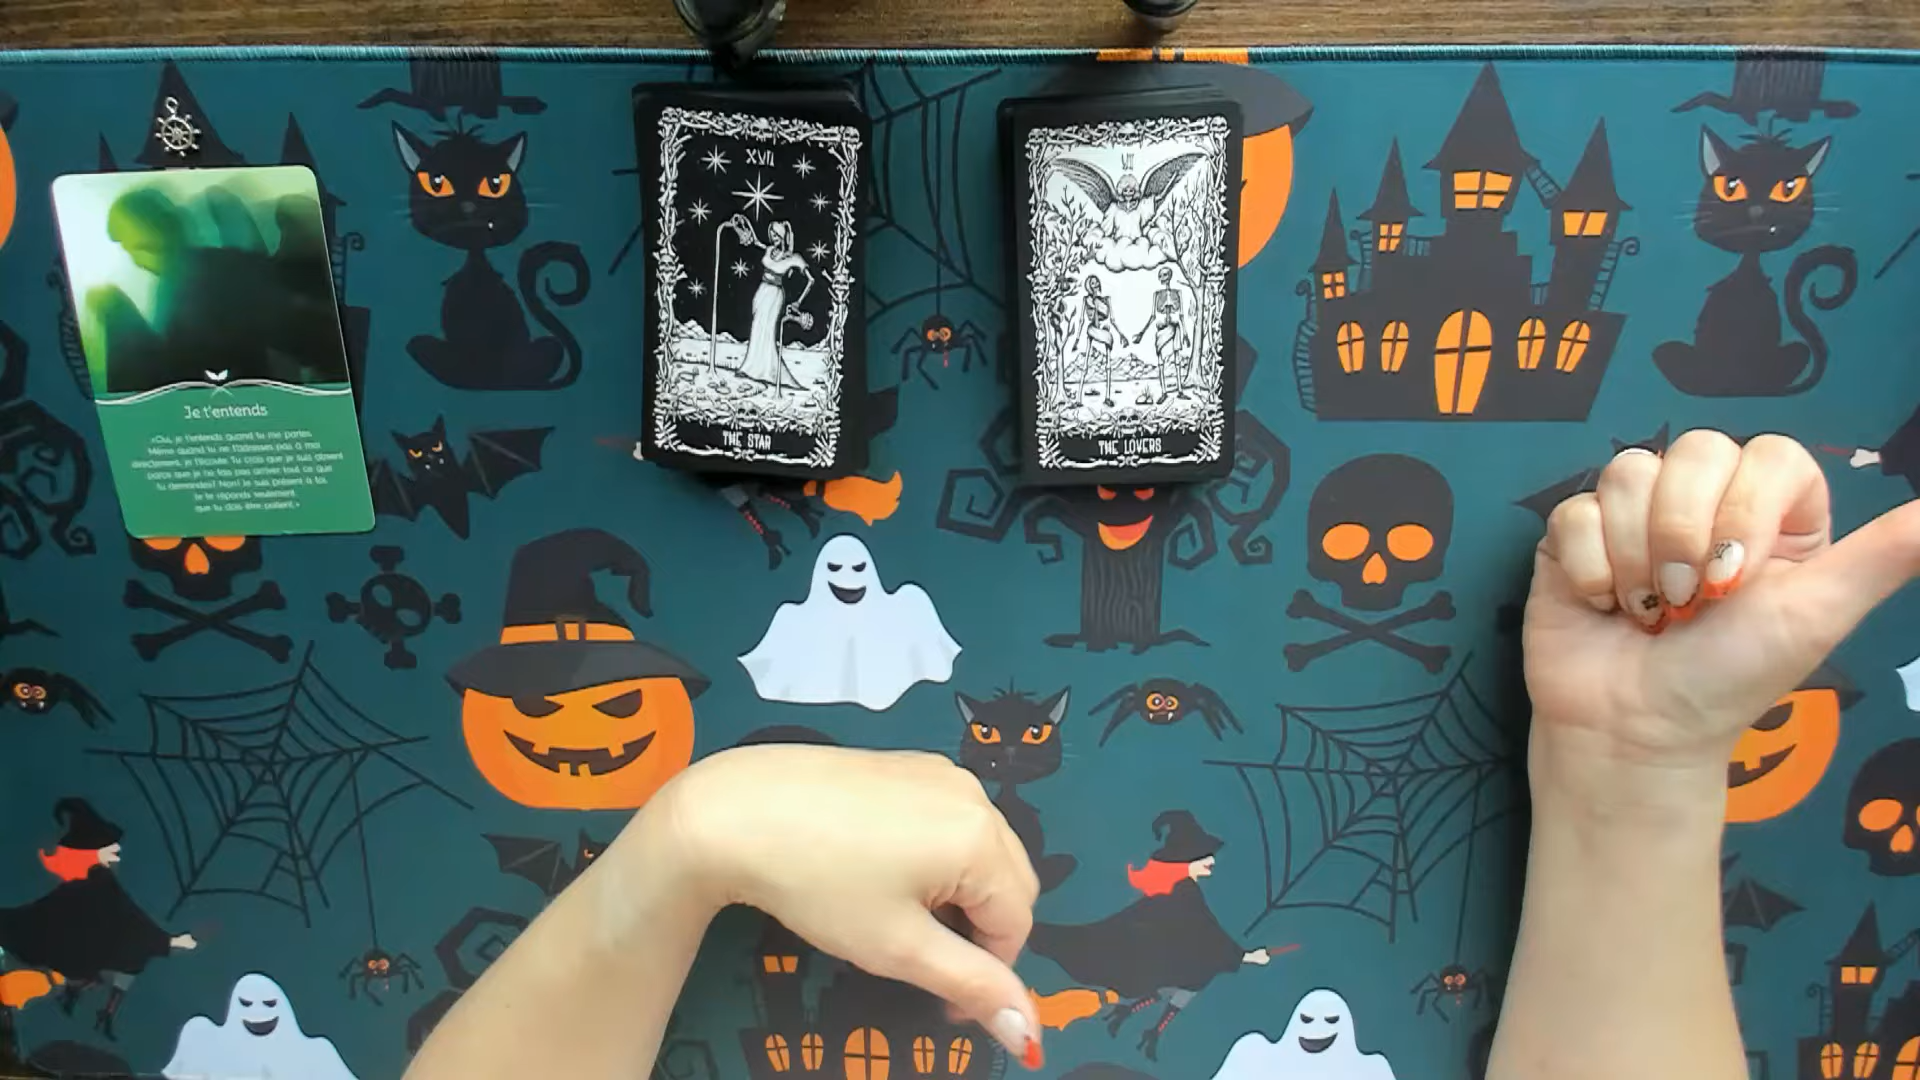 XVII
THE STAR
VI
THE LOVERS
Je t'entends
«Oui, je t'entends quand tu me parles.
Même quand tu ne t'adresses pas à moi
directement, je t'écoute. Tu crois que je suis absent
parce que je ne fais pas arriver tout ce que
tu demandes? Non! Je suis présent à toi.
Je te réponds seulement
que tu dois être patient.»